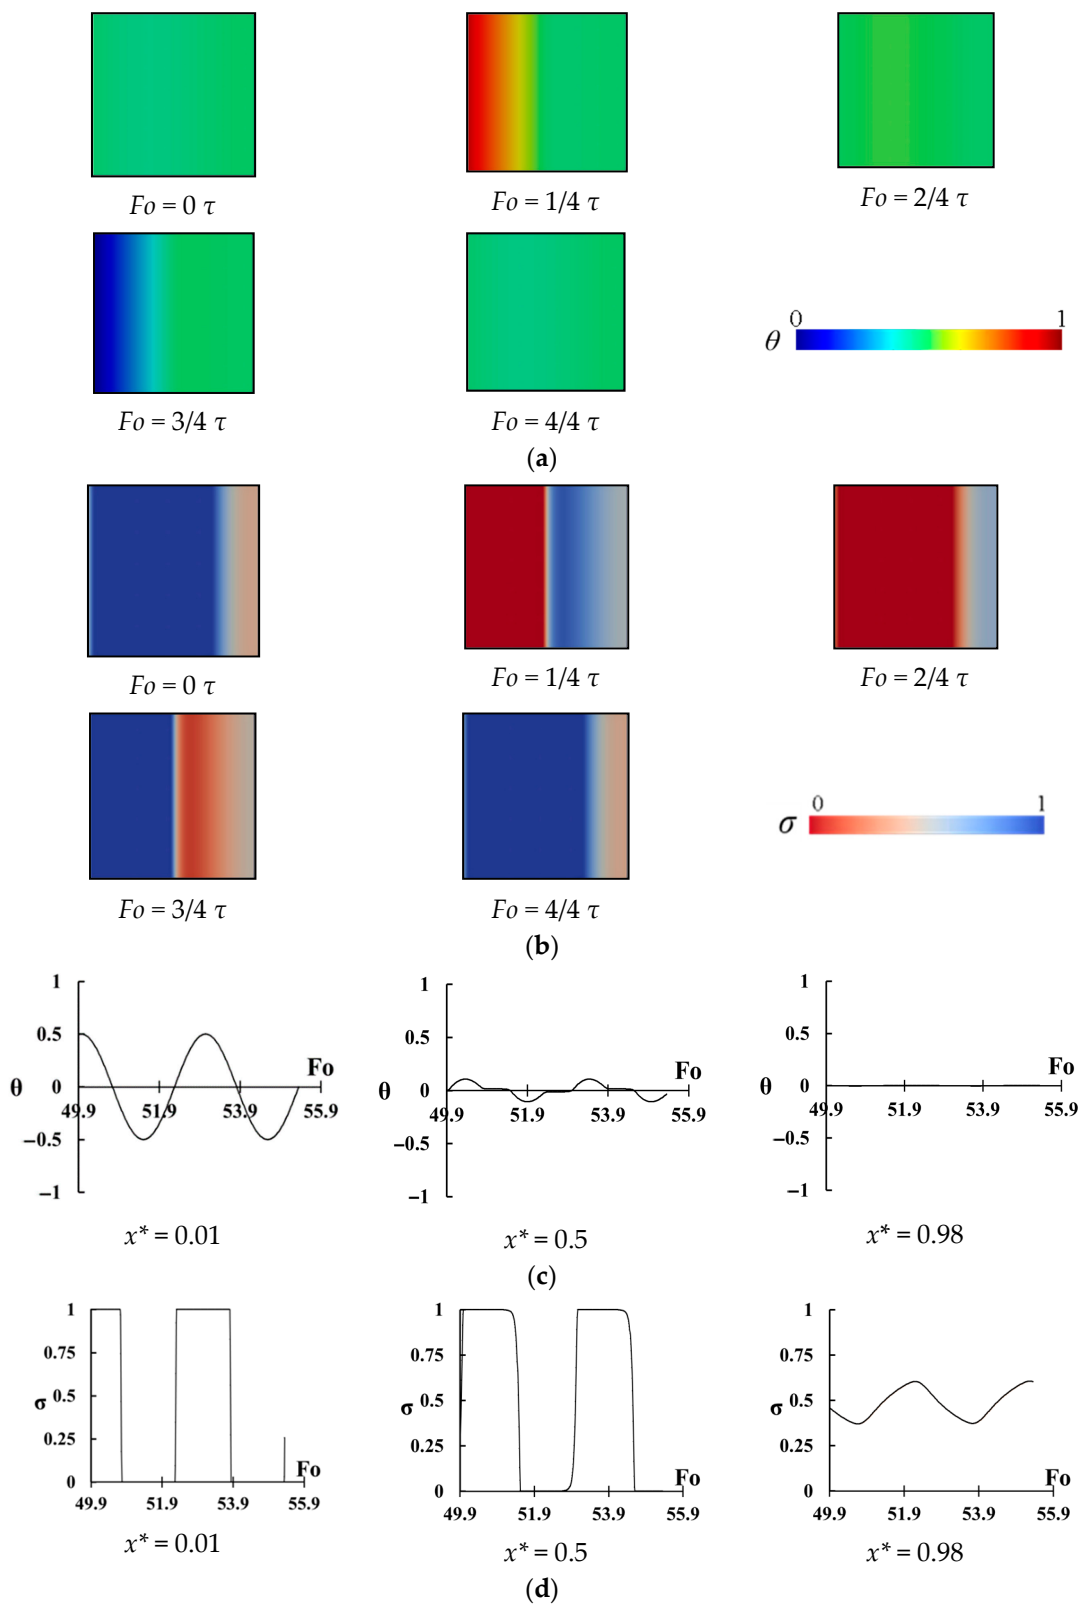 Fo = 0 τ
Fo = 1/4 τ
Fo = 2/4 τ
0 1
θ
Fo = 3/4 τ
Fo = 4/4 τ
(a)
Fo = 0 τ
Fo = 1/4 τ
Fo = 2/4 τ
0 1
σ
Fo = 3/4 τ
Fo = 4/4 τ
(b)
1
0.5
Fo
θ 0
49.9 51.9 53.9 55.9
−0.5
−1
x* = 0.01
1
0.5
Fo
θ 0
49.9 51.9 53.9 55.9
−0.5
−1
x* = 0.5
1
0.5
Fo
θ 0
49.9 51.9 53.9 55.9
−0.5
−1
x* = 0.98
(c)
1
0.75
σ 0.5
0.25
0 Fo
49.9 51.9 53.9 55.9
x* = 0.01
1
0.75
σ 0.5
0.25
0 Fo
49.9 51.9 53.9 55.9
x* = 0.5
1
0.75
σ 0.5
0.25
0 Fo
49.9 51.9 53.9 55.9
x* = 0.98
(d)